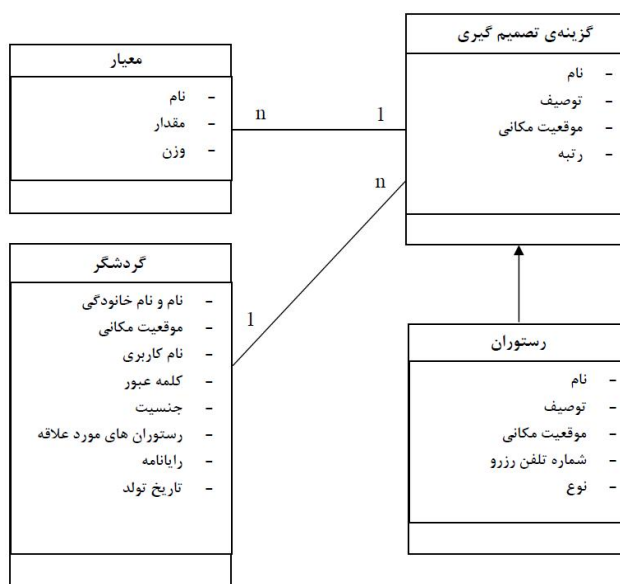 گزینه‌ی تصمیم گیری
- نام
- توصیف
- موقعیت مکانی
- رتبه
معیار
- نام
- مقدار
- وزن
n
1
n
1
گردشگر
- نام و نام خانودگی
- موقعیت مکانی
- نام کاربری
- کلمه عبور
- جنسیت
- رستوران های مورد علاقه
- رایانامه
- تاریخ تولد
رستوران
- نام
- توصیف
- موقعیت مکانی
- شماره تلفن رزرو
- نوع